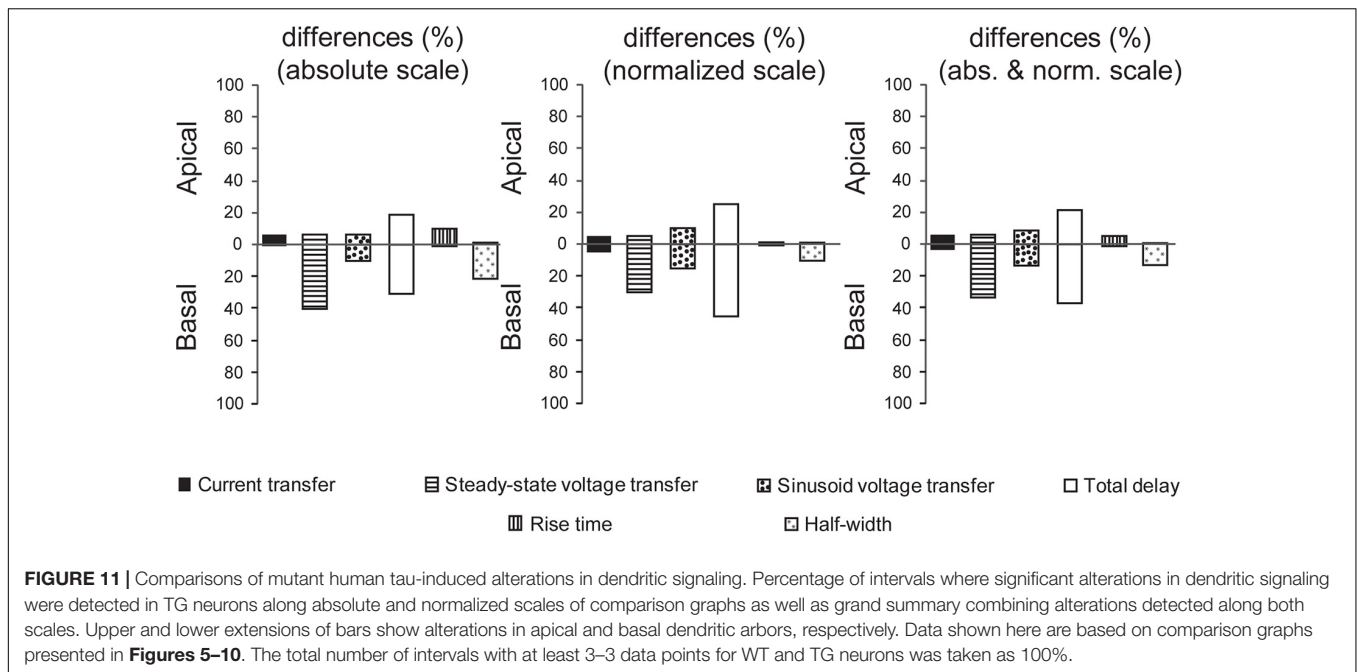 differences (%)
(absolute scale)
100
80
60
40
20
0
20
40
60
80
100
Apical
Basal
differences (%)
(normalized scale)
100
80
60
40
20
0
20
40
60
80
100
Apical
Basal
differences (%)
(abs. & norm. scale)
100
80
60
40
20
0
20
40
60
80
100
Apical
Basal
Current transfer
Steady-state voltage transfer
Sinusoid voltage transfer
Total delay
Rise time
Half-width
FIGURE 11 | Comparisons of mutant human tau-induced alterations in dendritic signaling. Percentage of intervals where significant alterations in dendritic signaling
were detected in TG neurons along absolute and normalized scales of comparison graphs as well as grand summary combining alterations detected along both
scales. Upper and lower extensions of bars show alterations in apical and basal dendritic arbors, respectively. Data shown here are based on comparison graphs
presented in Figures 5–10. The total number of intervals with at least 3–3 data points for WT and TG neurons was taken as 100%.